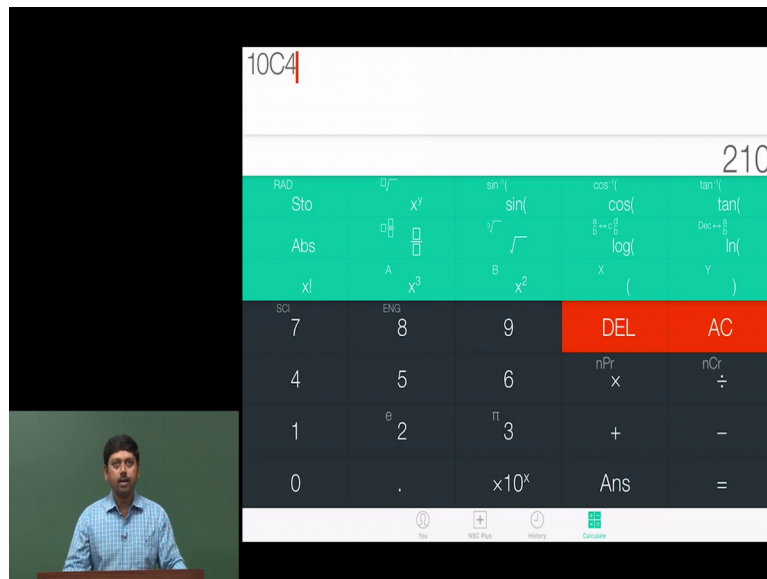 10C4
210
RAD sin⁻¹( cos⁻¹( tan⁻¹(
Sto xʸ sin( cos( tan(
³√ a/b ↔ c d/b Dec ↔ a/b
Abs √ log( ln(
A B X Y
x! x³ x² ( )
SCI ENG
7 8 9 DEL AC
nPr nCr
4 5 6 × ÷
e π
1 2 3 + −
0 . ×10ˣ Ans =
You NSC Plus History Calculate